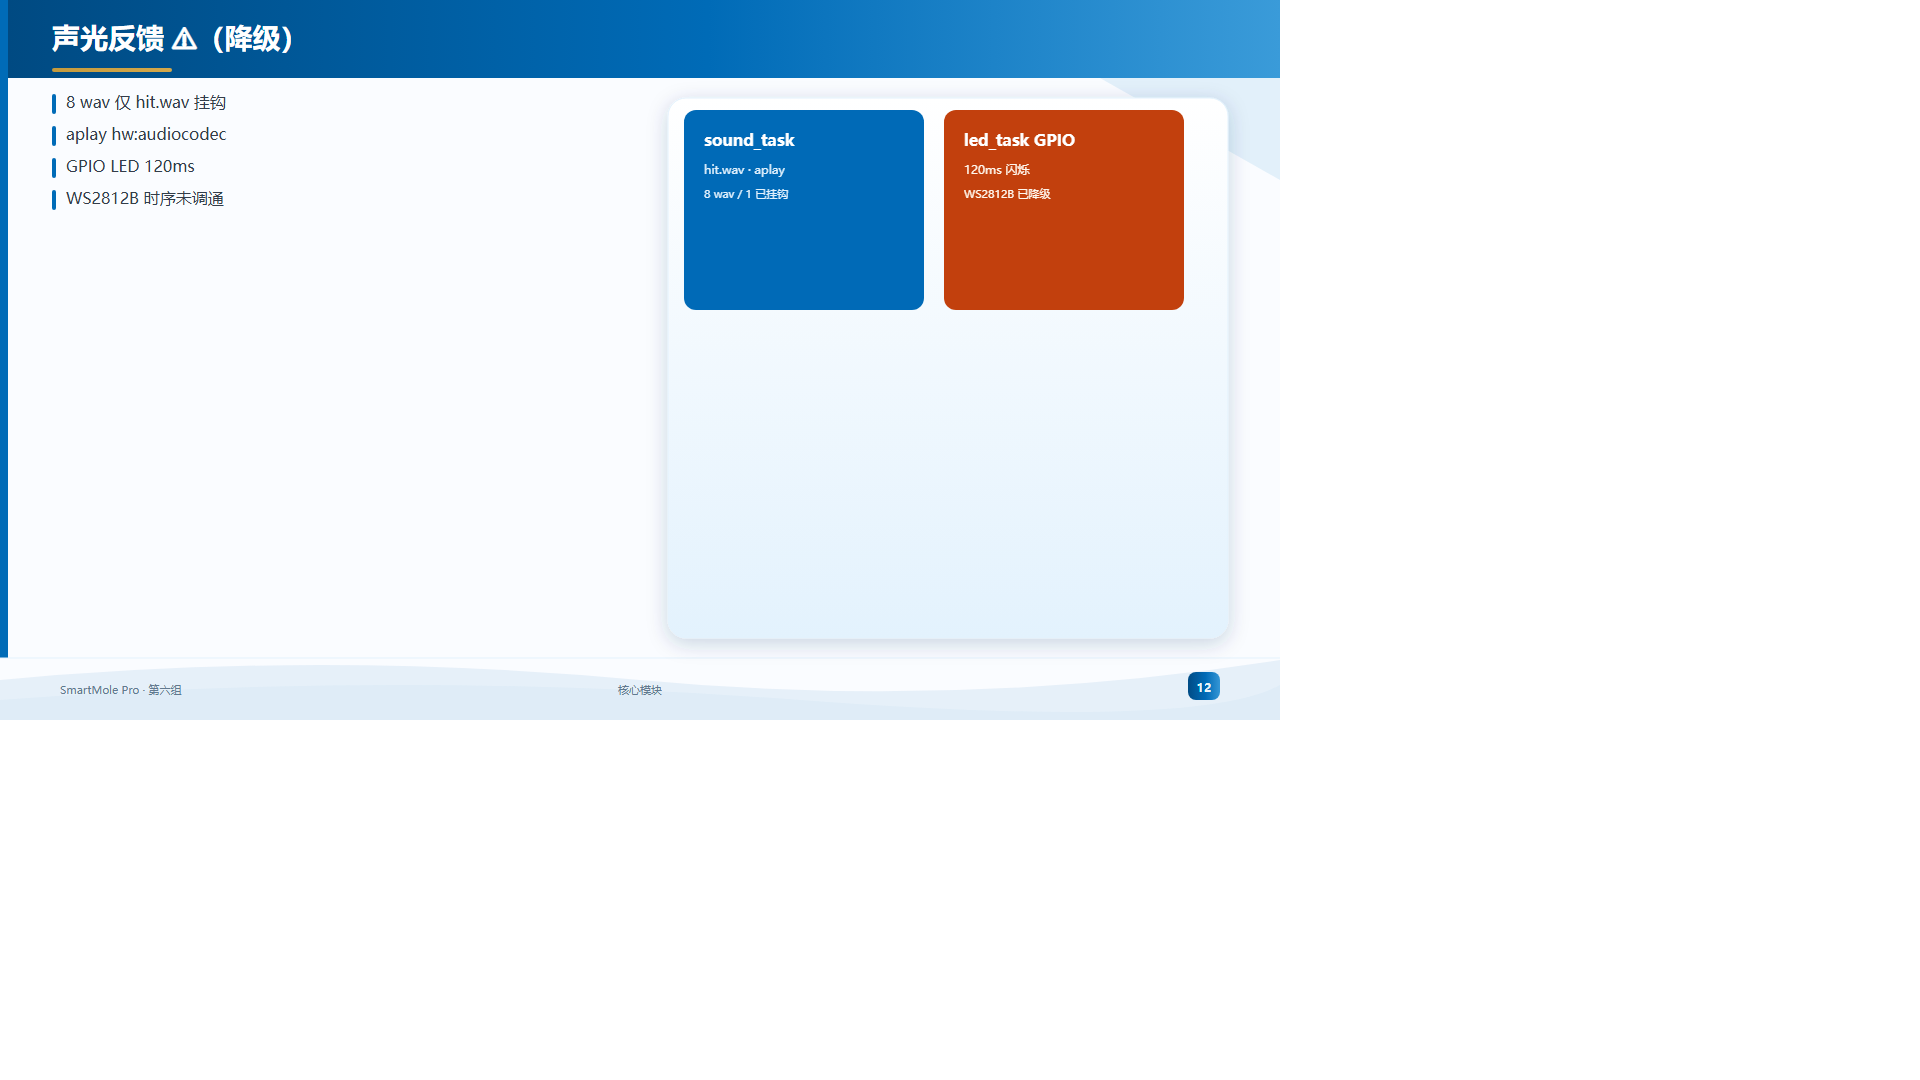 声光反馈 ⚠（降级）
8 wav 仅 hit.wav 挂钩
aplay hw:audiocodec
GPIO LED 120ms
WS2812B 时序未调通
sound_task
hit.wav · aplay
8 wav / 1 已挂钩
led_task GPIO
120ms 闪烁
WS2812B 已降级
SmartMole Pro · 第六组
核心模块
12